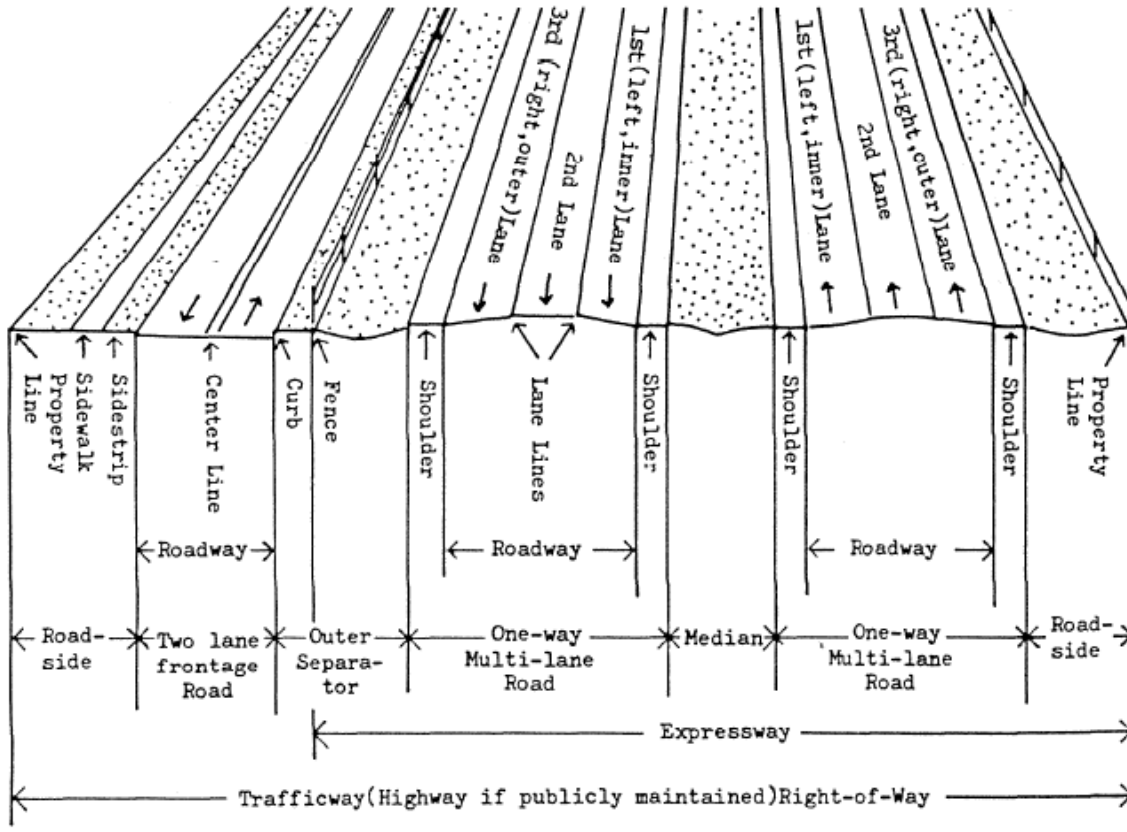 3rd (right,outer)Lane
2nd Lane
1st(left,inner)Lane
1st(left,inner)Lane
2nd Lane
3rd(right,outer)Lane
Property
Line
Sidewalk
Sidestrip
Center Line
Curb
Fence
Shoulder
Lane Lines
Shoulder
Shoulder
Shoulder
Property
Line
Roadway
Roadway
Roadway
Road-
side
Two lane
frontage
Road
Outer
Separa-
tor
One-way
Multi-lane
Road
Median
One-way
Multi-lane
Road
Road-
side
Expressway
Trafficway(Highway if publicly maintained)Right-of-Way